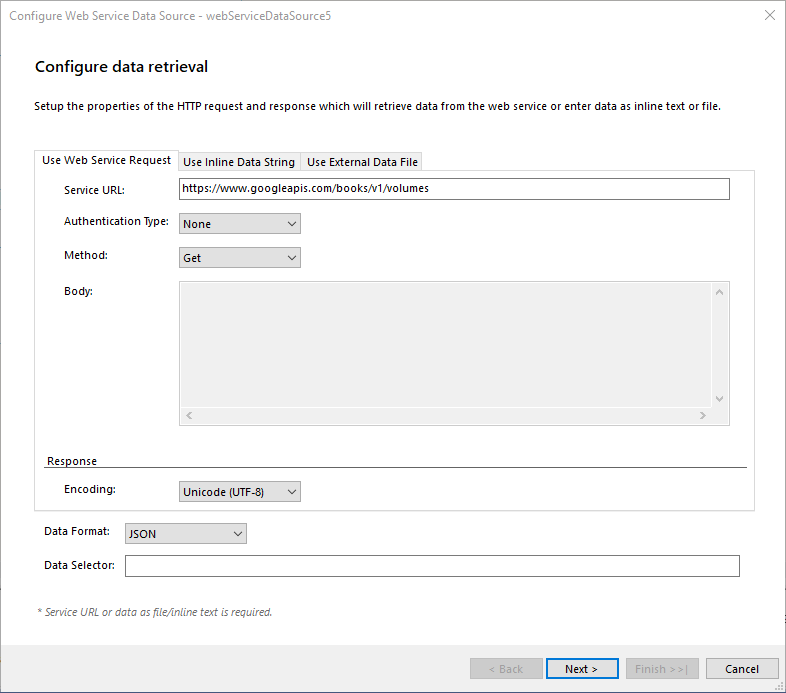 Configure Web Service Data Source - webServiceDataSource5
Configure data retrieval
Setup the properties of the HTTP request and response which will retrieve data from the web service or enter data as inline text or file.
Use Web Service Request Use Inline Data String Use External Data File
Service URL: https://www.googleapis.com/books/v1/volumes
Authentication Type: None
Method: Get
Body:
Response
Encoding: Unicode (UTF-8)
Data Format: JSON
Data Selector:
* Service URL or data as file/inline text is required.
< Back Next > Finish >>| Cancel